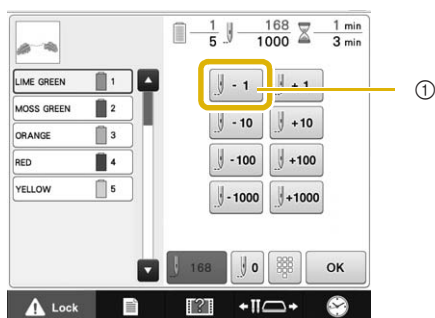 1/5 168/1000 1 min/3 min
LIME GREEN 1
MOSS GREEN 2
ORANGE 3
RED 4
YELLOW 5
- 1 + 1
①
- 10 +10
- 100 +100
- 1000 +1000
168 0 OK
Lock ?